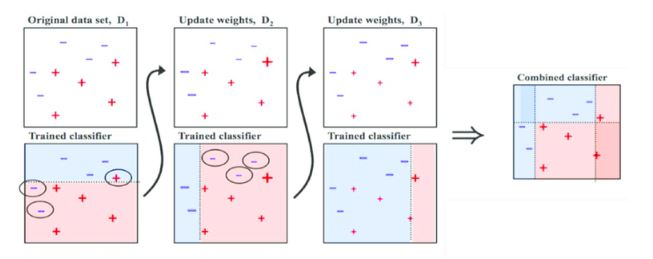 Original data set, D1
Update weights, D2
Update weights, D3
Combined classifier
Trained classifier
Trained classifier
Trained classifier